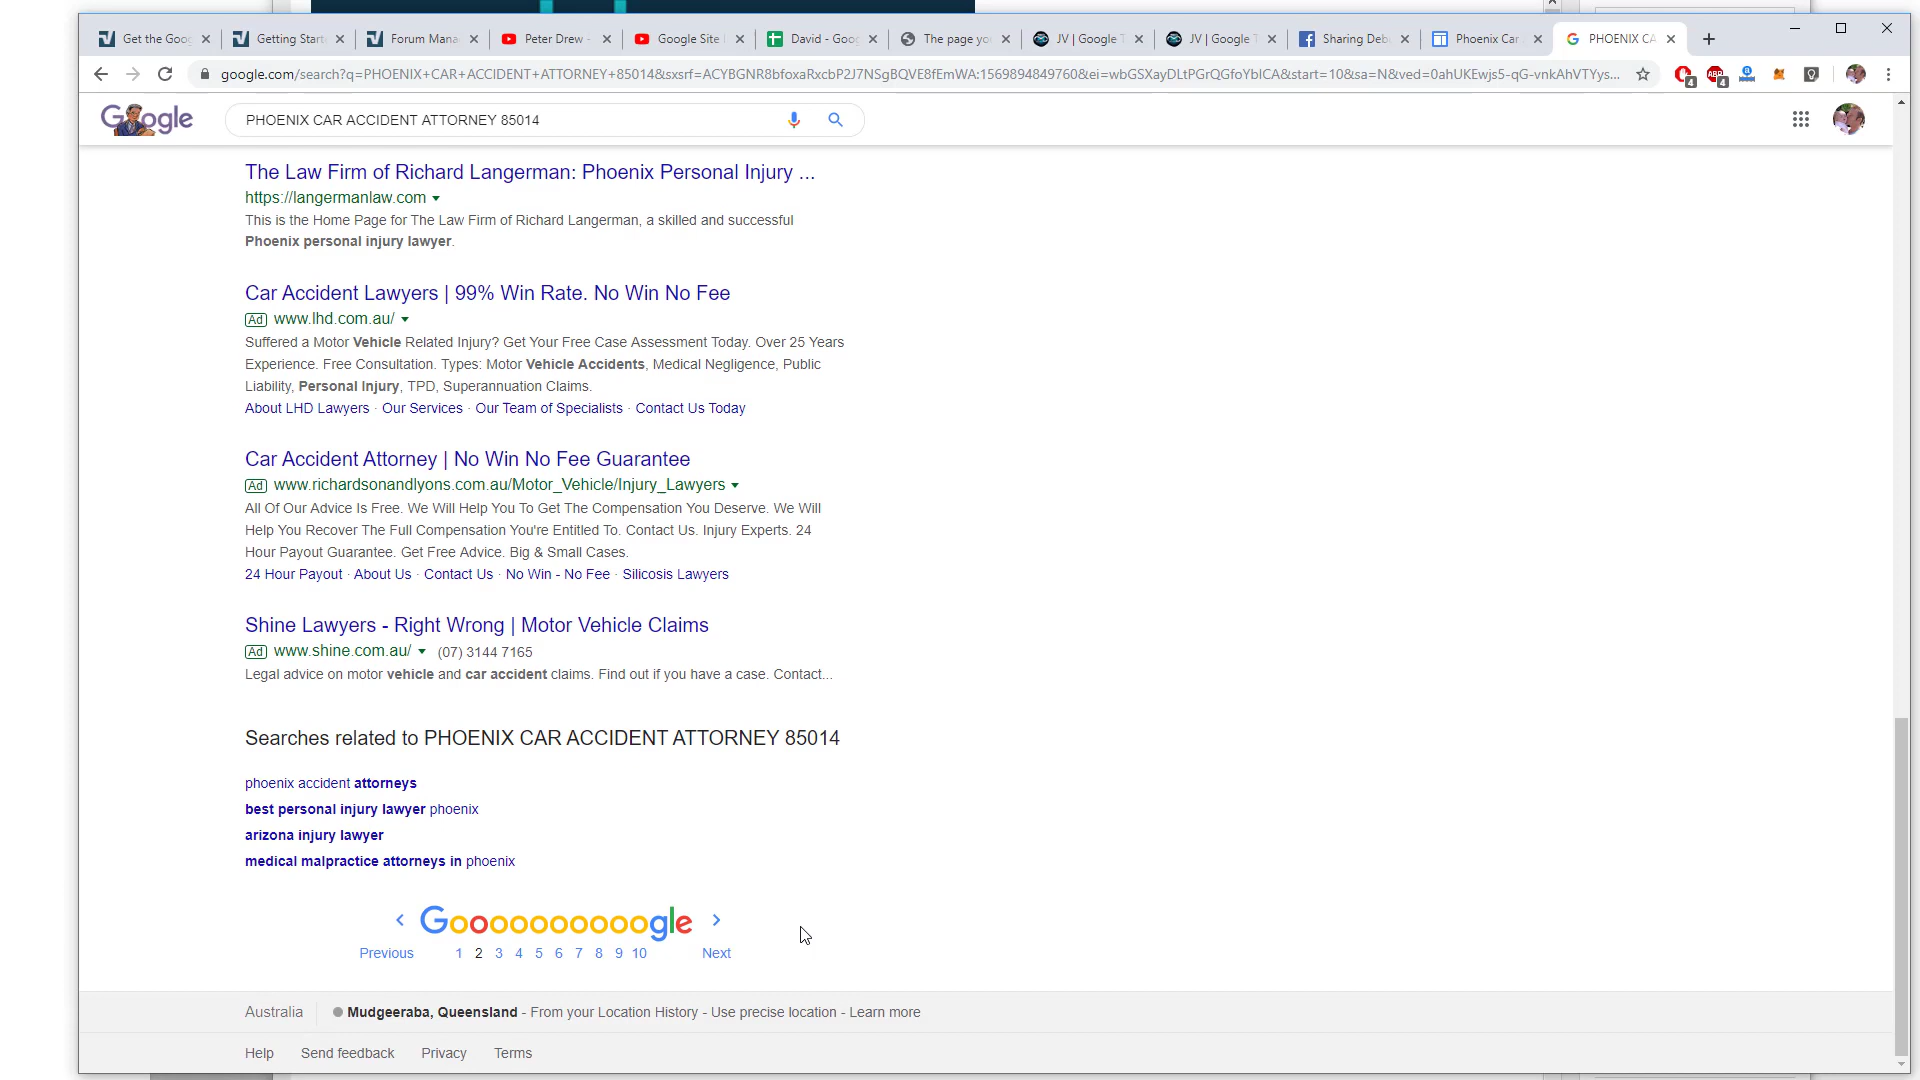 Get the Goo
Getting Start
Forum Mana
Peter Drew -
Google Site
David - Goo
The page yo
JV | Google T
JV | Google T
Sharing Deb
Phoenix Car
PHOENIX CA
google.com/search?q=PHOENIX+CAR+ACCIDENT+ATTORNEY+85014&sxsrf=ACYBGNR8bfoxaRxcbP2J7NSgBQVE8fEmWA:1569894849760&ei=wbGSXayDLtPGrQGfoYbICA&start=10&sa=N&ved=0ahUKEwjs5-qG-vnkAhVTYys...
4
ABP 4
Google
PHOENIX CAR ACCIDENT ATTORNEY 85014
The Law Firm of Richard Langerman: Phoenix Personal Injury ...
https://langermanlaw.com
This is the Home Page for The Law Firm of Richard Langerman, a skilled and successful
Phoenix personal injury lawyer.
Car Accident Lawyers | 99% Win Rate. No Win No Fee
Ad www.lhd.com.au/
Suffered a Motor Vehicle Related Injury? Get Your Free Case Assessment Today. Over 25 Years
Experience. Free Consultation. Types: Motor Vehicle Accidents, Medical Negligence, Public
Liability, Personal Injury, TPD, Superannuation Claims.
About LHD Lawyers · Our Services · Our Team of Specialists · Contact Us Today
Car Accident Attorney | No Win No Fee Guarantee
Ad www.richardsonandlyons.com.au/Motor_Vehicle/Injury_Lawyers
All Of Our Advice Is Free. We Will Help You To Get The Compensation You Deserve. We Will
Help You Recover The Full Compensation You're Entitled To. Contact Us. Injury Experts. 24
Hour Payout Guarantee. Get Free Advice. Big & Small Cases.
24 Hour Payout · About Us · Contact Us · No Win - No Fee · Silicosis Lawyers
Shine Lawyers - Right Wrong | Motor Vehicle Claims
Ad www.shine.com.au/ (07) 3144 7165
Legal advice on motor vehicle and car accident claims. Find out if you have a case. Contact...
Searches related to PHOENIX CAR ACCIDENT ATTORNEY 85014
phoenix accident attorneys
best personal injury lawyer phoenix
arizona injury lawyer
medical malpractice attorneys in phoenix
< Goooooooooogle >
Previous 1 2 3 4 5 6 7 8 9 10 Next
Australia Mudgeeraba, Queensland - From your Location History - Use precise location - Learn more
Help Send feedback Privacy Terms